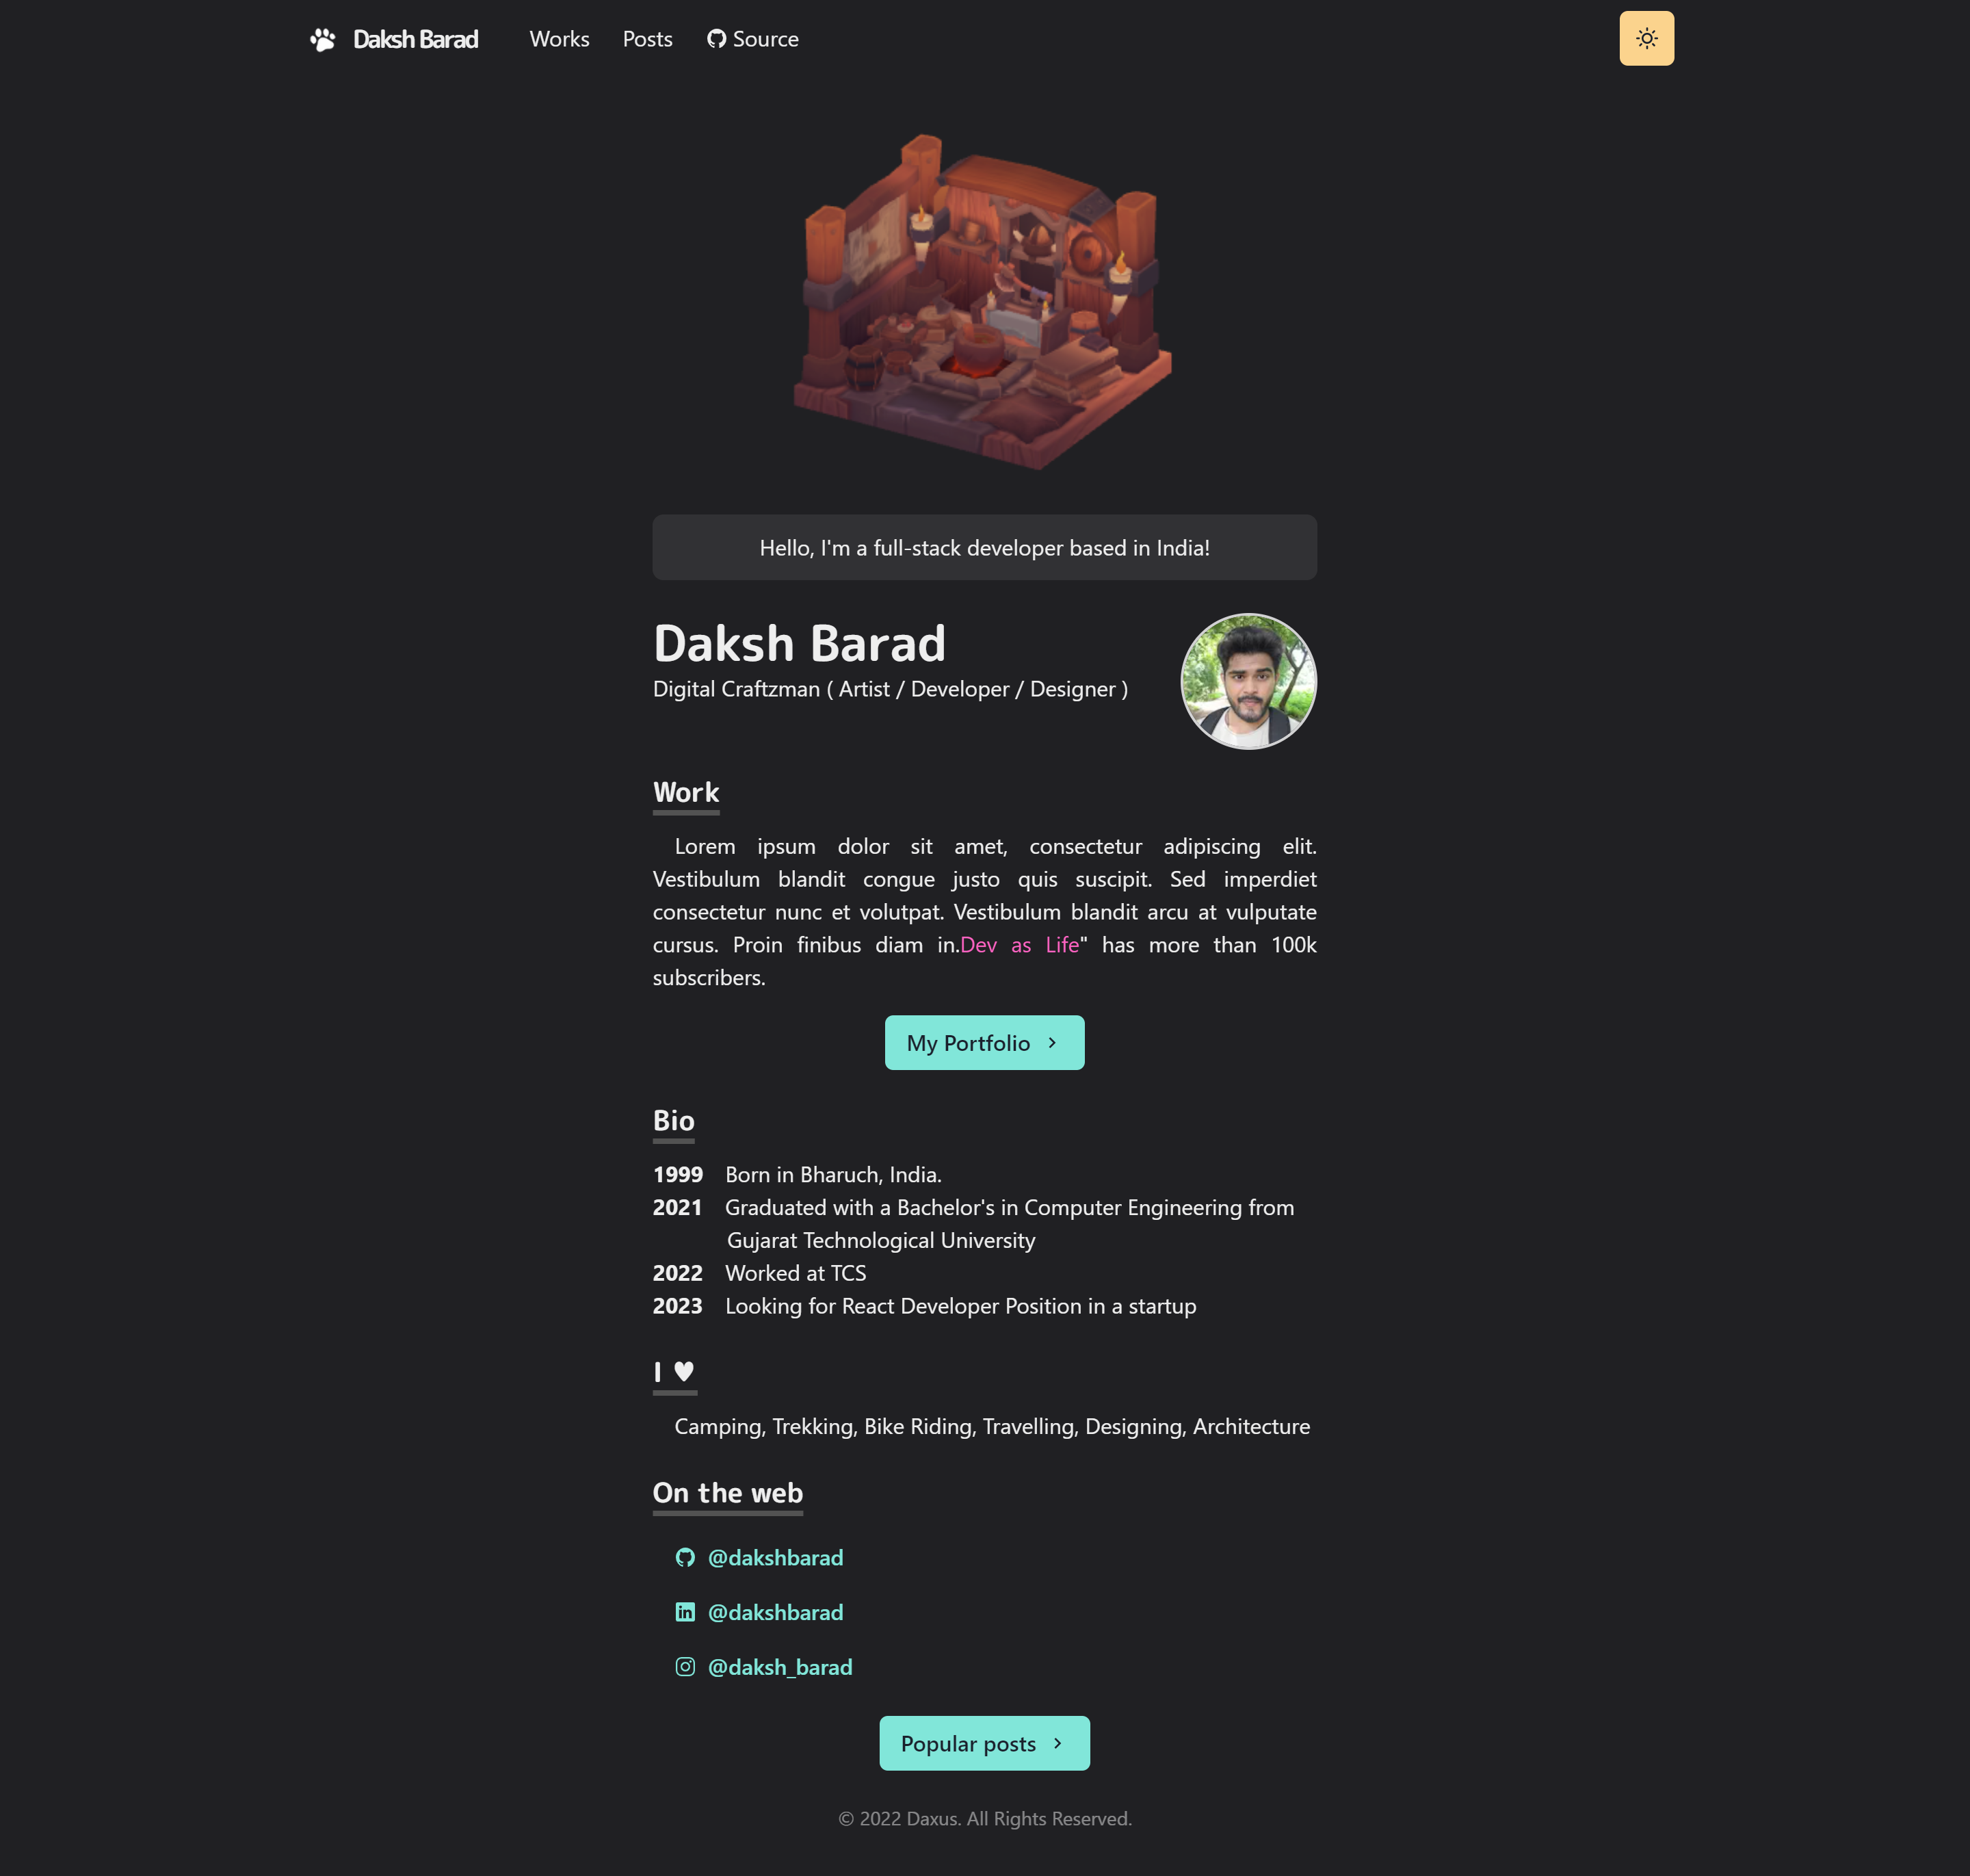 Daksh Barad Works Posts Source
Hello, I'm a full-stack developer based in India!
Daksh Barad
Digital Craftzman ( Artist / Developer / Designer )
Work
Lorem ipsum dolor sit amet, consectetur adipiscing elit.
Vestibulum blandit congue justo quis suscipit. Sed imperdiet
consectetur nunc et volutpat. Vestibulum blandit arcu at vulputate
cursus. Proin finibus diam in.Dev as Life" has more than 100k
subscribers.
My Portfolio
Bio
1999 Born in Bharuch, India.
2021 Graduated with a Bachelor's in Computer Engineering from
Gujarat Technological University
2022 Worked at TCS
2023 Looking for React Developer Position in a startup
I ♥
Camping, Trekking, Bike Riding, Travelling, Designing, Architecture
On the web
@dakshbarad
@dakshbarad
@daksh_barad
Popular posts
© 2022 Daxus. All Rights Reserved.